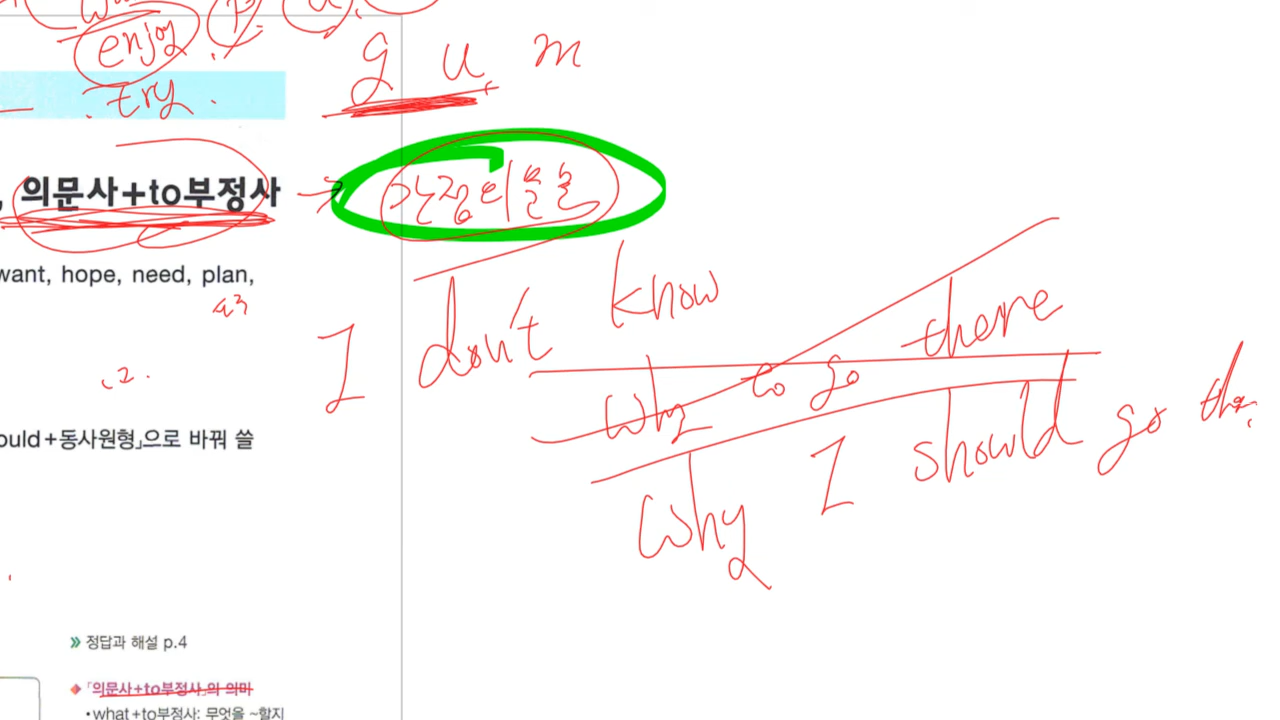 enjoy
g u m
try.
, 의문사+to부정사 → 간접의문문
want, hope, need, plan,
I don't know
why to go there
why I should go
ould+동사원형」으로 바꿔 쓸
정답과 해설 p.4
「의문사+to부정사」의 의미
•what+to부정사: 무엇을 ~할지